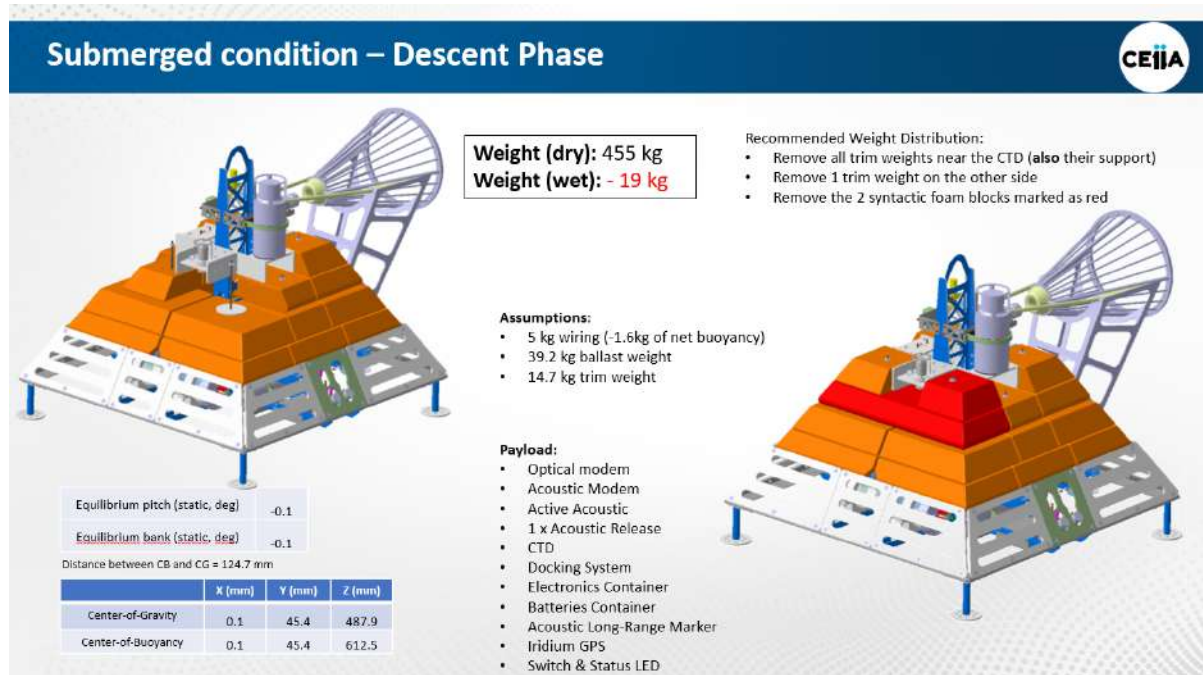 Submerged condition – Descent Phase
CEiiA
Weight (dry): 455 kg
Weight (wet): - 19 kg
Recommended Weight Distribution:
• Remove all trim weights near the CTD (also their support)
• Remove 1 trim weight on the other side
• Remove the 2 syntactic foam blocks marked as red
Assumptions:
• 5 kg wiring (-1.6kg of net buoyancy)
• 39.2 kg ballast weight
• 14.7 kg trim weight
Payload:
• Optical modem
• Acoustic Modem
• Active Acoustic
• 1 x Acoustic Release
• CTD
• Docking System
• Electronics Container
• Batteries Container
• Acoustic Long-Range Marker
• Iridium GPS
• Switch & Status LED
Equilibrium pitch (static, deg) -0.1
Equilibrium bank (static, deg) -0.1
Distance between CB and CG = 124.7 mm
X (mm) Y (mm) Z (mm)
Center-of-Gravity 0.1 45.4 487.9
Center-of-Buoyancy 0.1 45.4 612.5